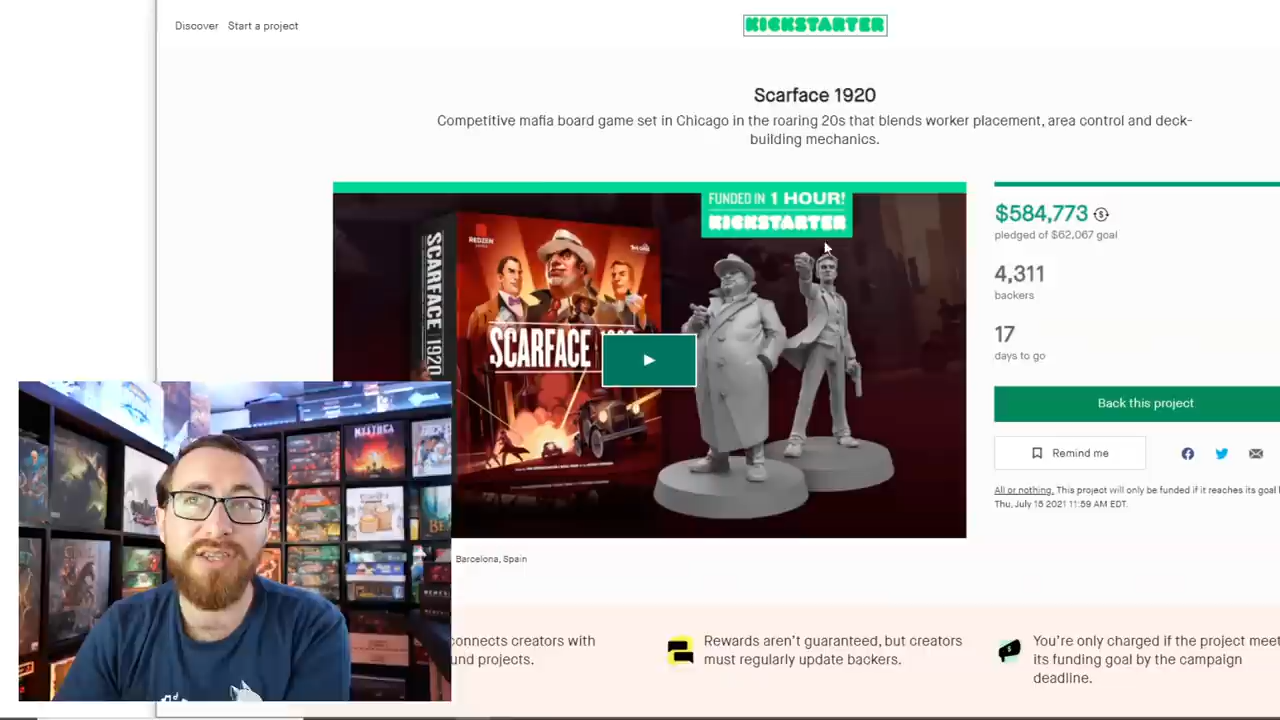 Discover Start a project
KICKSTARTER
Scarface 1920
Competitive mafia board game set in Chicago in the roaring 20s that blends worker placement, area control and deck-
building mechanics.
FUNDED IN 1 HOUR!
KICKSTARTER
REDZEN
SCARFACE 1920
SCARFACE
$584,773
pledged of $62,067 goal
4,311
backers
17
days to go
Back this project
Remind me
All or nothing. This project will only be funded if it reaches its goal
Thu, July 15 2021 11:59 AM EDT.
Barcelona, Spain
MYSTHEA
connects creators with
und projects.
Rewards aren't guaranteed, but creators
must regularly update backers.
You're only charged if the project mee
its funding goal by the campaign
deadline.